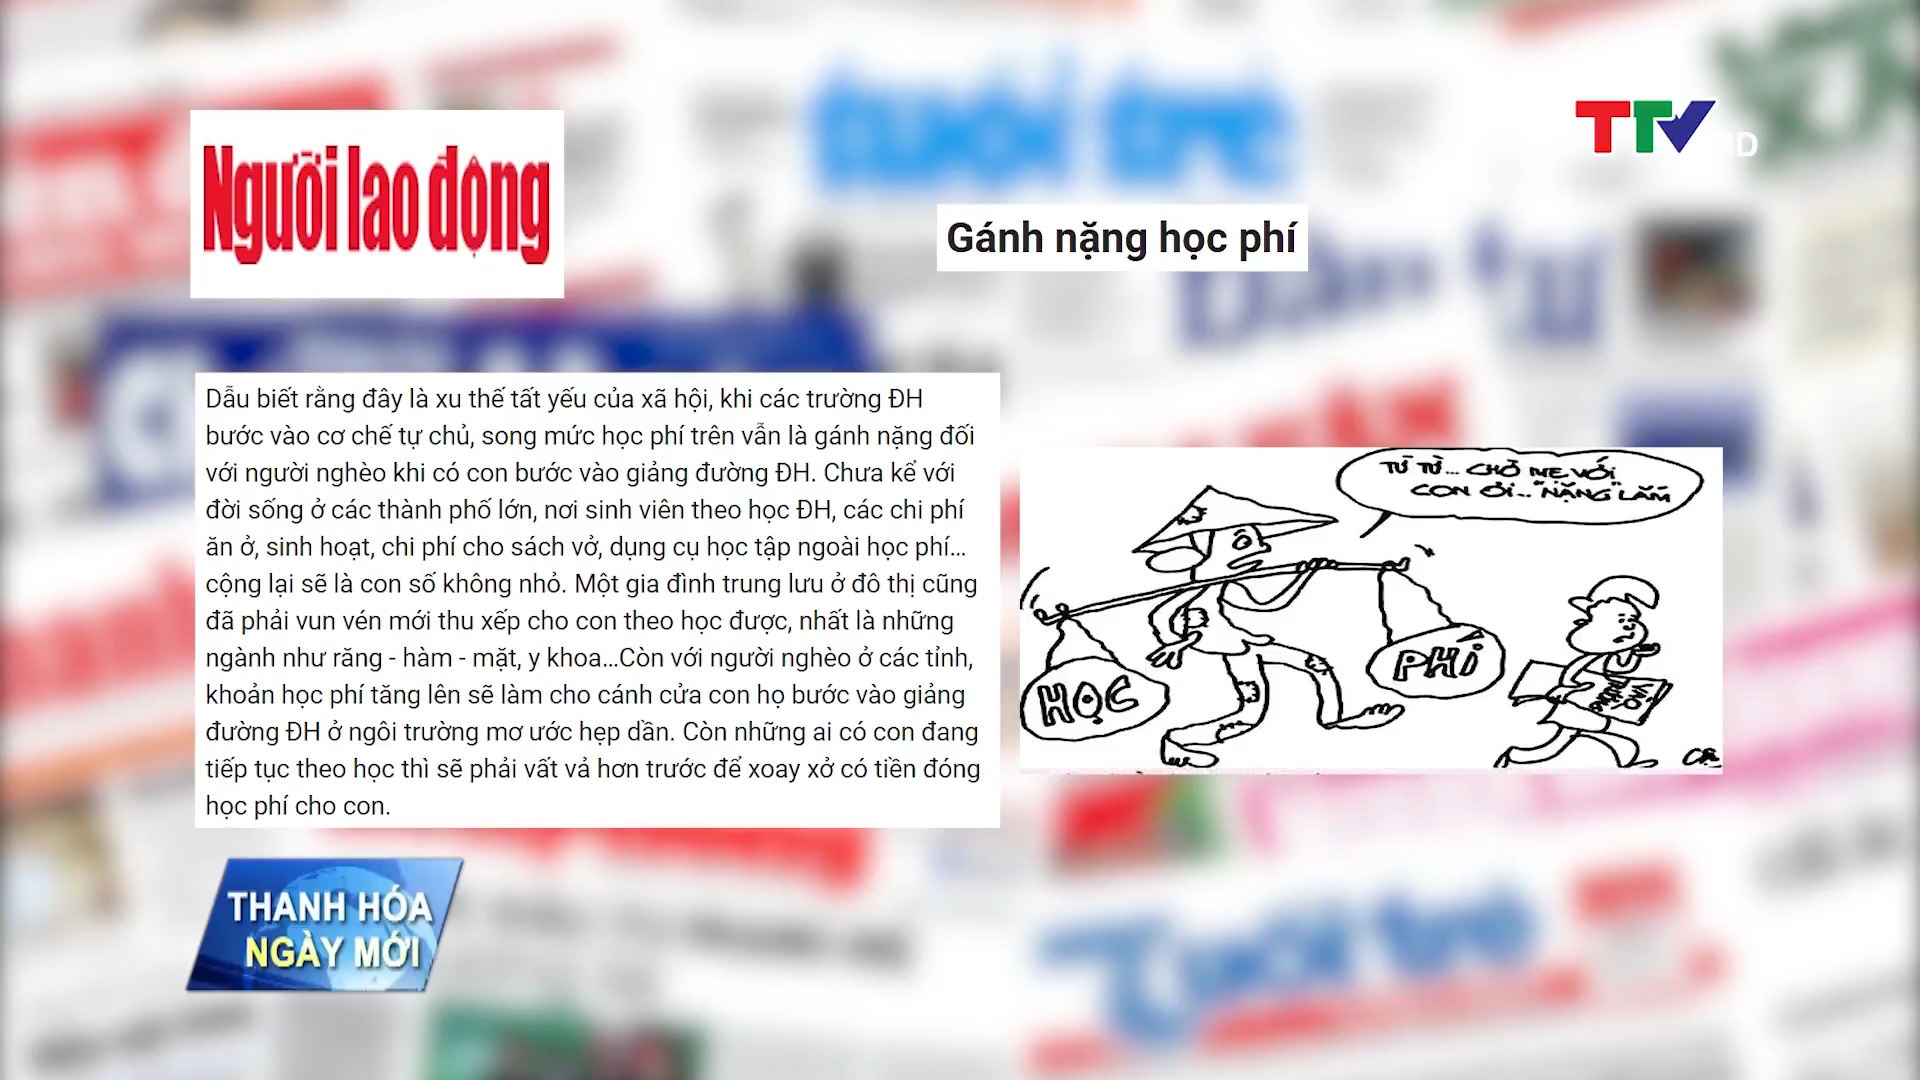 Người lao động
TTV HD
Gánh nặng học phí
Dẫu biết rằng đây là xu thế tất yếu của xã hội, khi các trường ĐH
bước vào cơ chế tự chủ, song mức học phí trên vẫn là gánh nặng đối
với người nghèo khi có con bước vào giảng đường ĐH. Chưa kể với
đời sống ở các thành phố lớn, nơi sinh viên theo học ĐH, các chi phí
ăn ở, sinh hoạt, chi phí cho sách vở, dụng cụ học tập ngoài học phí...
cộng lại sẽ là con số không nhỏ. Một gia đình trung lưu ở đô thị cũng
đã phải vun vén mới thu xếp cho con theo học được, nhất là những
ngành như răng - hàm - mặt, y khoa...Còn với người nghèo ở các tỉnh,
khoản học phí tăng lên sẽ làm cho cánh cửa con họ bước vào giảng
đường ĐH ở ngôi trường mơ ước hẹp dần. Còn những ai có con đang
tiếp tục theo học thì sẽ phải vất vả hơn trước để xoay xở có tiền đóng
học phí cho con.
TỪ TỪ... CHỜ MẸ VỚI
CON ƠI... "NẶNG" LẮM
HỌC
PHÍ
THANH HÓA
NGÀY MỚI
tuổi trẻ
Tuổi trẻ